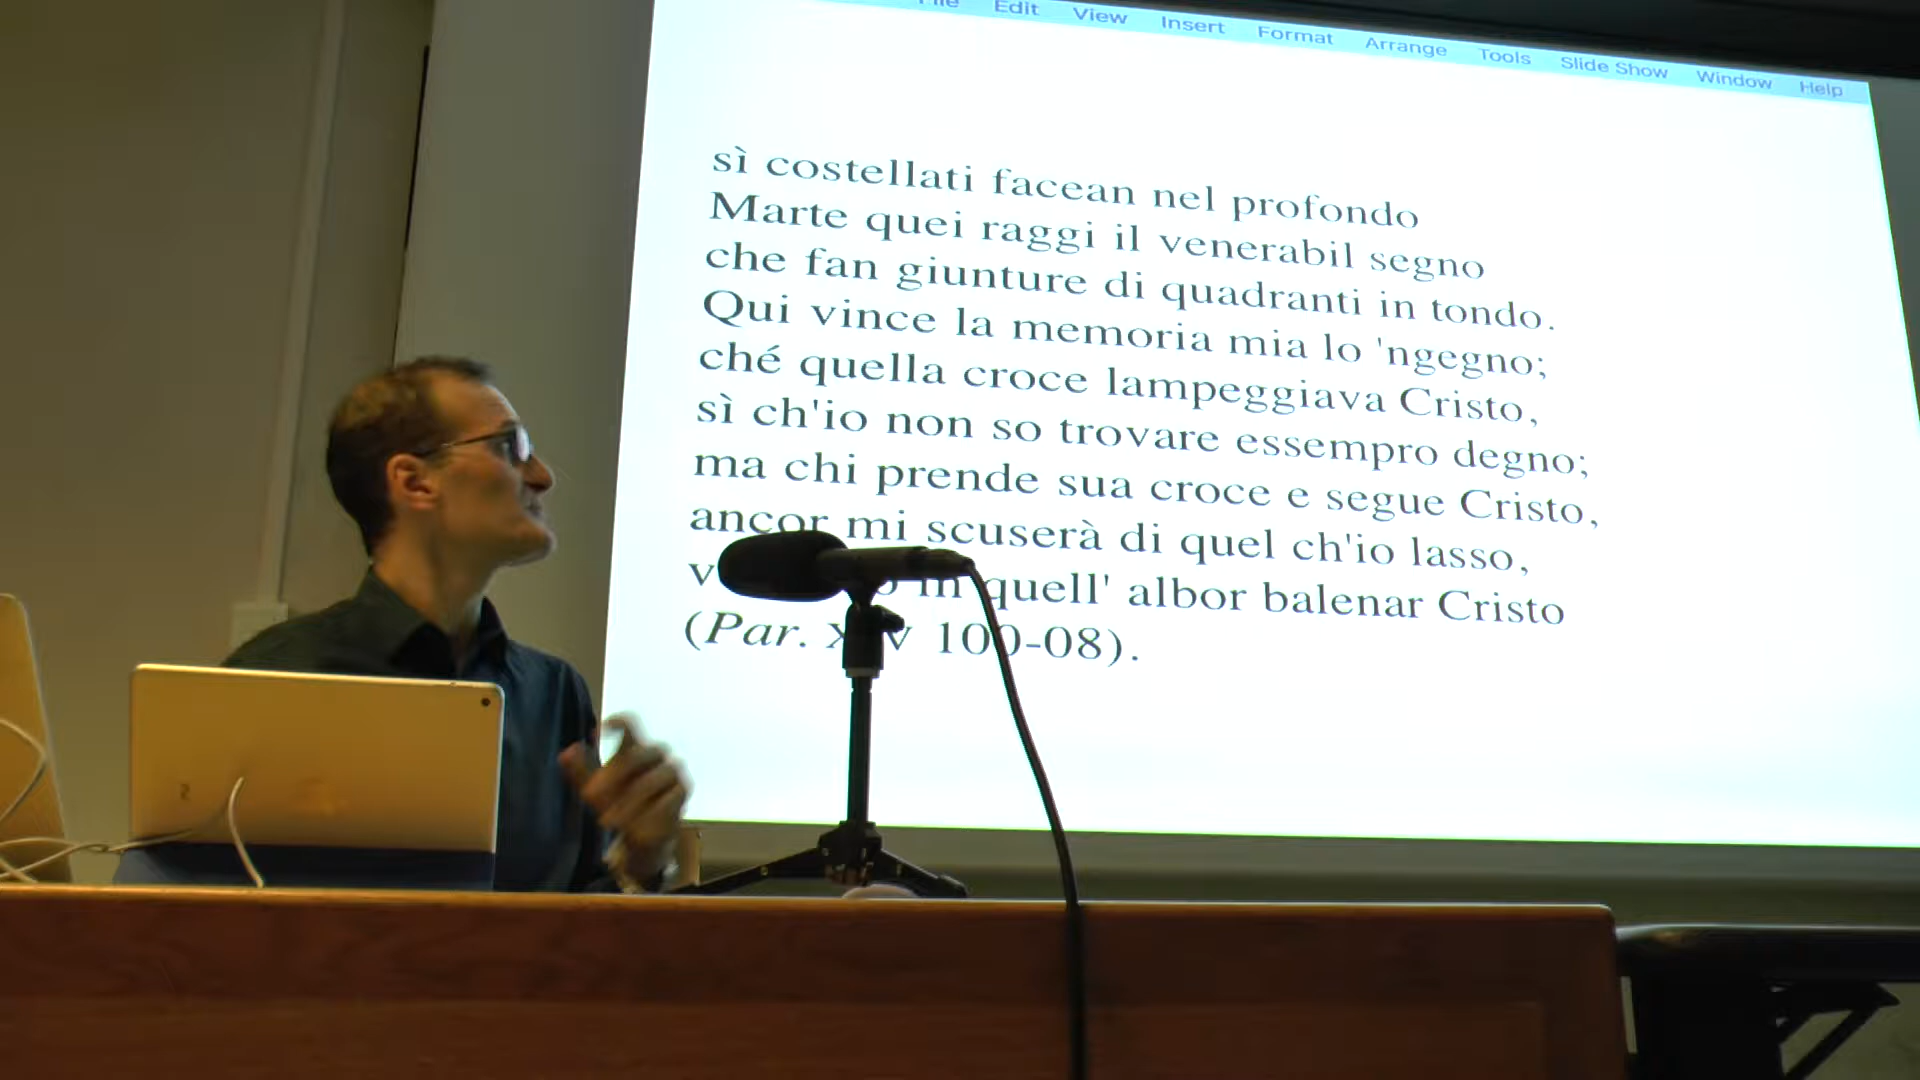 File Edit View Insert Format Arrange Tools Slide Show Window Help
sì costellati facean nel profondo
Marte quei raggi il venerabil segno
che fan giunture di quadranti in tondo.
Qui vince la memoria mia lo 'ngegno;
ché quella croce lampeggiava Cristo,
sì ch'io non so trovare essempro degno;
ma chi prende sua croce e segue Cristo,
ancor mi scuserà di quel ch'io lasso,
in quell' albor balenar Cristo
(Par. 100-08).